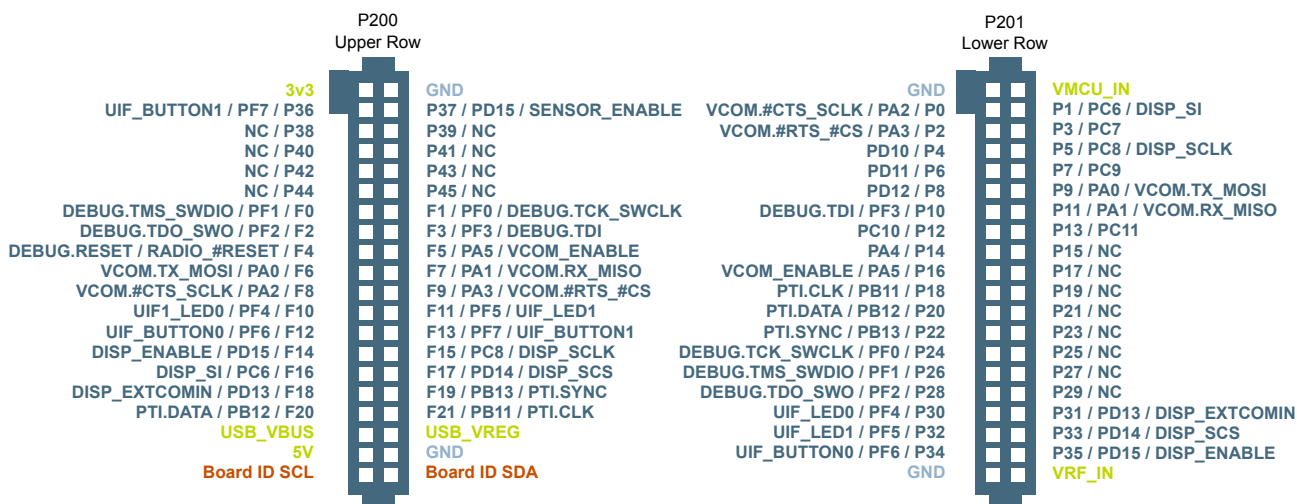 P200
Upper Row
3v3 GND
UIF_BUTTON1 / PF7 / P36 P37 / PD15 / SENSOR_ENABLE
NC / P38 P39 / NC
NC / P40 P41 / NC
NC / P42 P43 / NC
NC / P44 P45 / NC
DEBUG.TMS_SWDIO / PF1 / F0 F1 / PF0 / DEBUG.TCK_SWCLK
DEBUG.TDO_SWO / PF2 / F2 F3 / PF3 / DEBUG.TDI
DEBUG.RESET / RADIO_#RESET / F4 F5 / PA5 / VCOM_ENABLE
VCOM.TX_MOSI / PA0 / F6 F7 / PA1 / VCOM.RX_MISO
VCOM.#CTS_SCLK / PA2 / F8 F9 / PA3 / VCOM.#RTS_#CS
UIF1_LED0 / PF4 / F10 F11 / PF5 / UIF_LED1
UIF_BUTTON0 / PF6 / F12 F13 / PF7 / UIF_BUTTON1
DISP_ENABLE / PD15 / F14 F15 / PC8 / DISP_SCLK
DISP_SI / PC6 / F16 F17 / PD14 / DISP_SCS
DISP_EXTCOMIN / PD13 / F18 F19 / PB13 / PTI.SYNC
PTI.DATA / PB12 / F20 F21 / PB11 / PTI.CLK
USB_VBUS USB_VREG
5V GND
Board ID SCL Board ID SDA
P201
Lower Row
GND VMCU_IN
VCOM.#CTS_SCLK / PA2 / P0 P1 / PC6 / DISP_SI
VCOM.#RTS_#CS / PA3 / P2 P3 / PC7
PD10 / P4 P5 / PC8 / DISP_SCLK
PD11 / P6 P7 / PC9
PD12 / P8 P9 / PA0 / VCOM.TX_MOSI
DEBUG.TDI / PF3 / P10 P11 / PA1 / VCOM.RX_MISO
PC10 / P12 P13 / PC11
PA4 / P14 P15 / NC
VCOM_ENABLE / PA5 / P16 P17 / NC
PTI.CLK / PB11 / P18 P19 / NC
PTI.DATA / PB12 / P20 P21 / NC
PTI.SYNC / PB13 / P22 P23 / NC
DEBUG.TCK_SWCLK / PF0 / P24 P25 / NC
DEBUG.TMS_SWDIO / PF1 / P26 P27 / NC
DEBUG.TDO_SWO / PF2 / P28 P29 / NC
UIF_LED0 / PF4 / P30 P31 / PD13 / DISP_EXTCOMIN
UIF_LED1 / PF5 / P32 P33 / PD14 / DISP_SCS
UIF_BUTTON0 / PF6 / P34 P35 / PD15 / DISP_ENABLE
GND VRF_IN